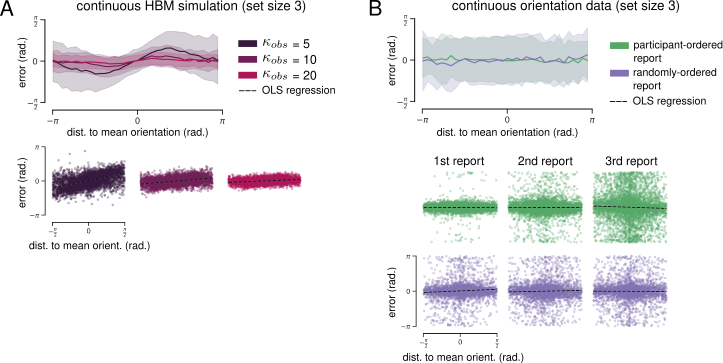 A
continuous HBM simulation (set size 3)
error (rad.)
π/2
0
-π/2
-π
0
π
dist. to mean orientation (rad.)
κobs = 5
κobs = 10
κobs = 20
OLS regression
error (rad.)
π
0
-π
-π/2
0
π/2
dist. to mean orient. (rad.)
B
continuous orientation data (set size 3)
error (rad.)
π/2
0
-π/2
-π
0
π
dist. to mean orientation (rad.)
participant-ordered
report
randomly-ordered
report
OLS regression
1st report
2nd report
3rd report
error (rad.)
π
0
-π
-π/2
0
π/2
dist. to mean orient. (rad.)